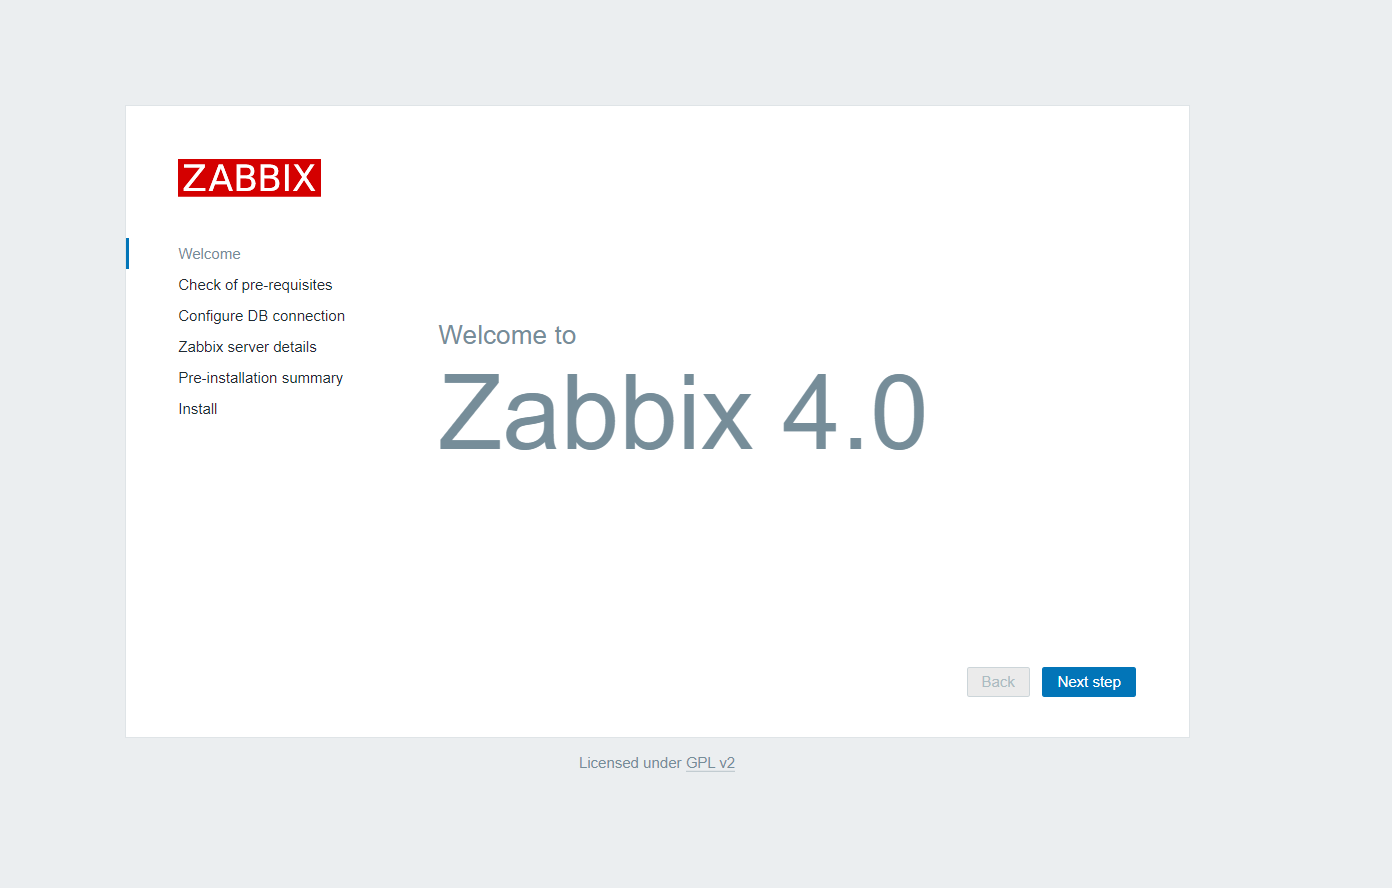 ZABBIX
Welcome
Check of pre-requisites
Configure DB connection
Zabbix server details
Pre-installation summary
Install
Welcome to
Zabbix 4.0
Back
Next step
Licensed under GPL v2